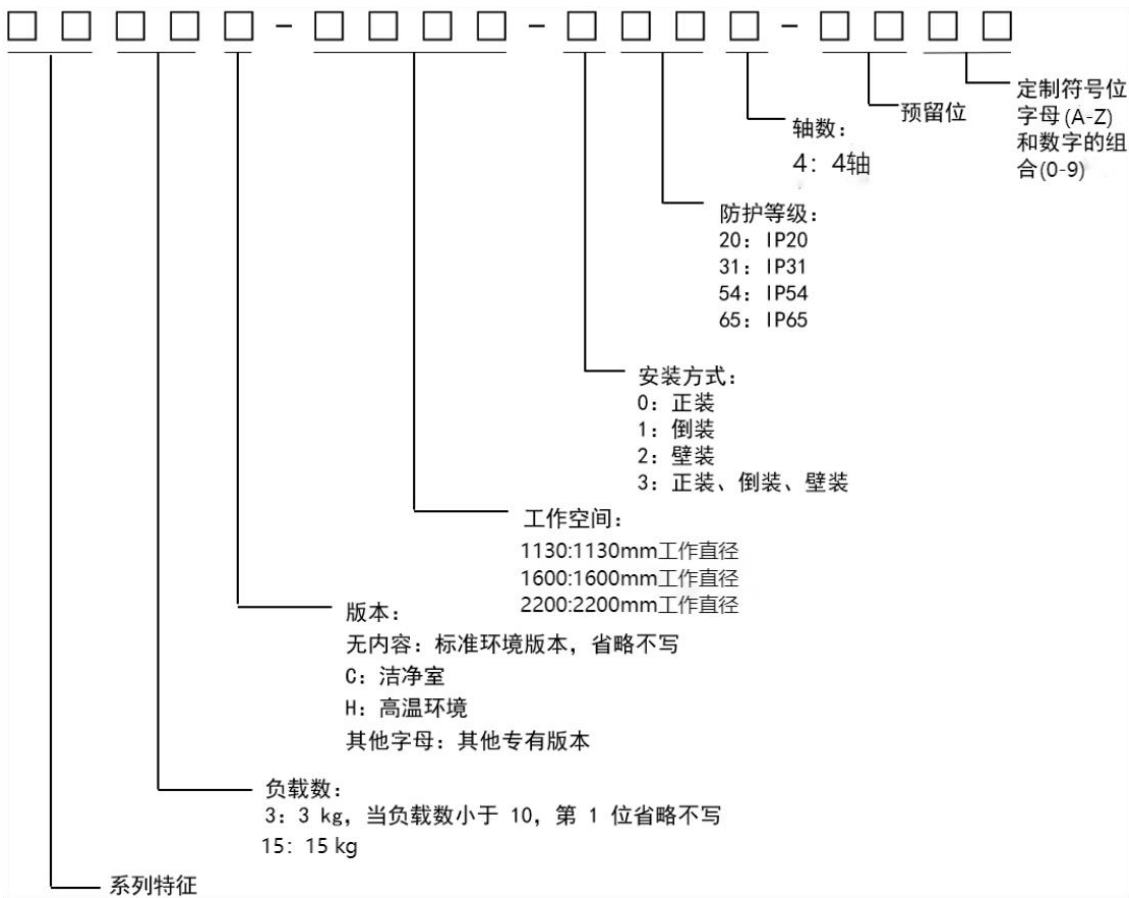 □ □ □ □ □ - □ □ □ □ - □ □ □ □ - □ □ □ □
定制符号位
字母(A-Z)
和数字的组
合(0-9)
预留位
轴数：
4：4轴
防护等级：
20：IP20
31：IP31
54：IP54
65：IP65
安装方式：
0：正装
1：倒装
2：壁装
3：正装、倒装、壁装
工作空间：
1130:1130mm工作直径
1600:1600mm工作直径
2200:2200mm工作直径
版本：
无内容：标准环境版本，省略不写
C：洁净室
H：高温环境
其他字母：其他专有版本
负载数：
3：3 kg，当负载数小于 10，第 1 位省略不写
15：15 kg
系列特征